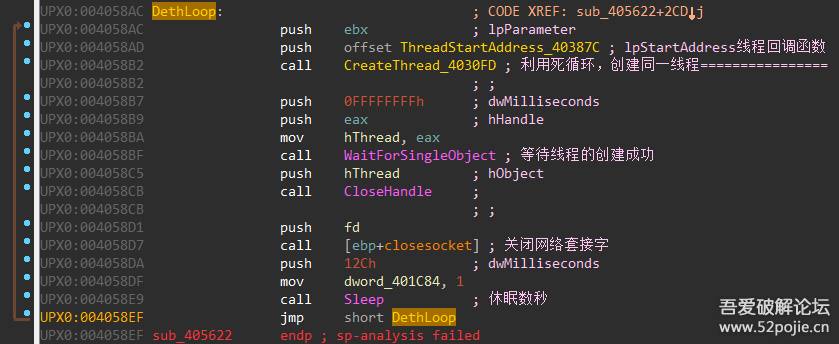 UPX0:004058AC DethLoop: ; CODE XREF: sub_405622+2CD↓j
UPX0:004058AC push ebx ; lpParameter
UPX0:004058AD push offset ThreadStartAddress_40387C ; lpStartAddress线程回调函数
UPX0:004058B2 call CreateThread_4030FD ; 利用死循环，创建同一线程================
UPX0:004058B2 ; ;
UPX0:004058B7 push 0FFFFFFFFh ; dwMilliseconds
UPX0:004058B9 push eax ; hHandle
UPX0:004058BA mov hThread, eax
UPX0:004058BF call WaitForSingleObject ; 等待线程的创建成功
UPX0:004058C5 push hThread ; hObject
UPX0:004058CB call CloseHandle ;
UPX0:004058CB ; ;
UPX0:004058D1 push fd
UPX0:004058D7 call [ebp+closesocket] ; 关闭网络套接字
UPX0:004058DA push 12Ch ; dwMilliseconds
UPX0:004058DF mov dword_401C84, 1
UPX0:004058E9 call Sleep ; 休眠数秒
UPX0:004058EF jmp short DethLoop
UPX0:004058EF sub_405622 endp ; sp-analysis failed
吾爱破解论坛
www.52pojie.cn